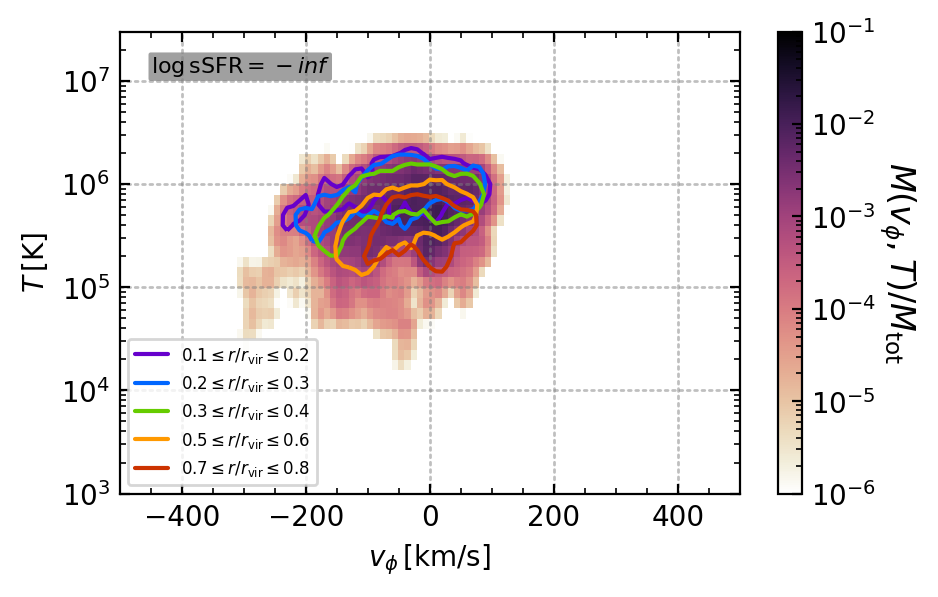 log sSFR = −inf
10⁷
10⁶
10⁵
10⁴
10³
T [K]
0.1 ≤ r/r_vir ≤ 0.2
0.2 ≤ r/r_vir ≤ 0.3
0.3 ≤ r/r_vir ≤ 0.4
0.5 ≤ r/r_vir ≤ 0.6
0.7 ≤ r/r_vir ≤ 0.8
−400 −200 0 200 400
v_ϕ [km/s]
10⁻¹
10⁻²
10⁻³
10⁻⁴
10⁻⁵
10⁻⁶
M(v_ϕ, T)/M_tot